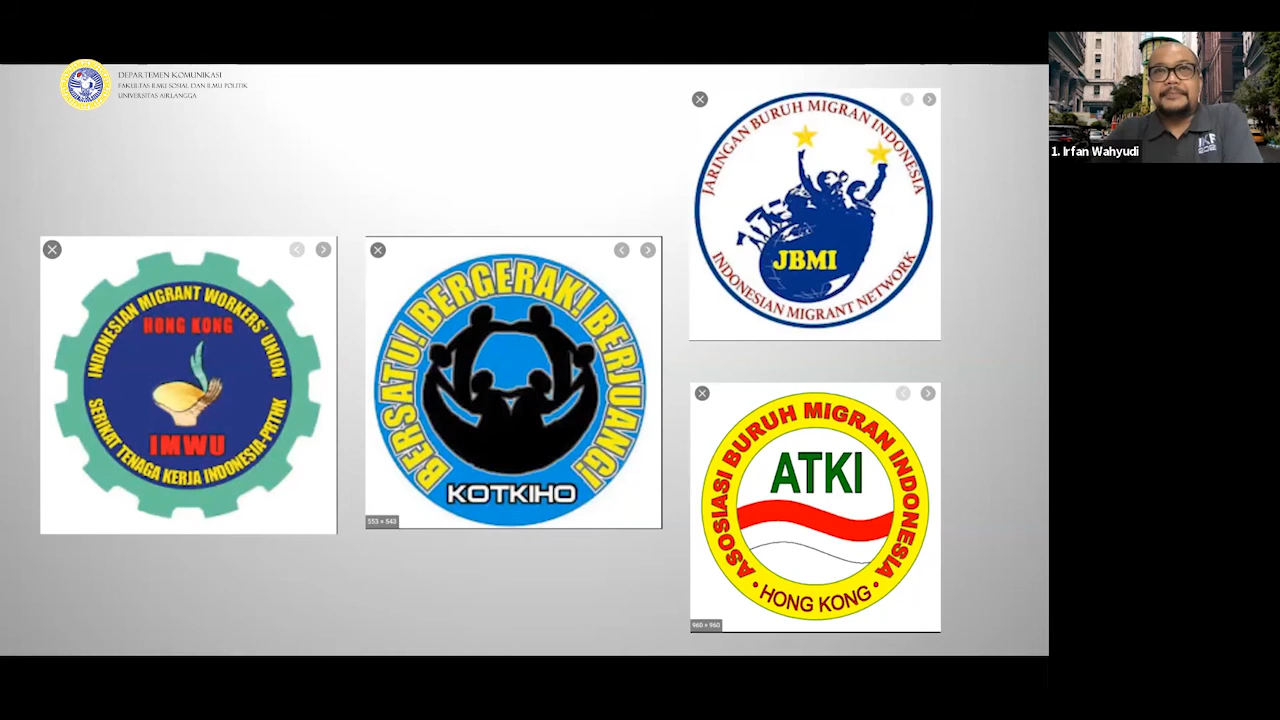 DEPARTEMEN KOMUNIKASI
FAKULTAS ILMU SOSIAL DAN ILMU POLITIK
UNIVERSITAS AIRLANGGA
1. Irfan Wahyudi
JARINGAN BURUH MIGRAN INDONESIA
JBMI
INDONESIAN MIGRANT NETWORK
INDONESIAN MIGRANT WORKERS' UNION
HONG KONG
IMWU
SERIKAT TENAGA KERJA INDONESIA-PRTHK
BERSATU! BERGERAK! BERJUANG!
KOTKIHO
553 × 543
ASOSIASI BURUH MIGRAN INDONESIA
ATKI
• HONG KONG •
960 × 960